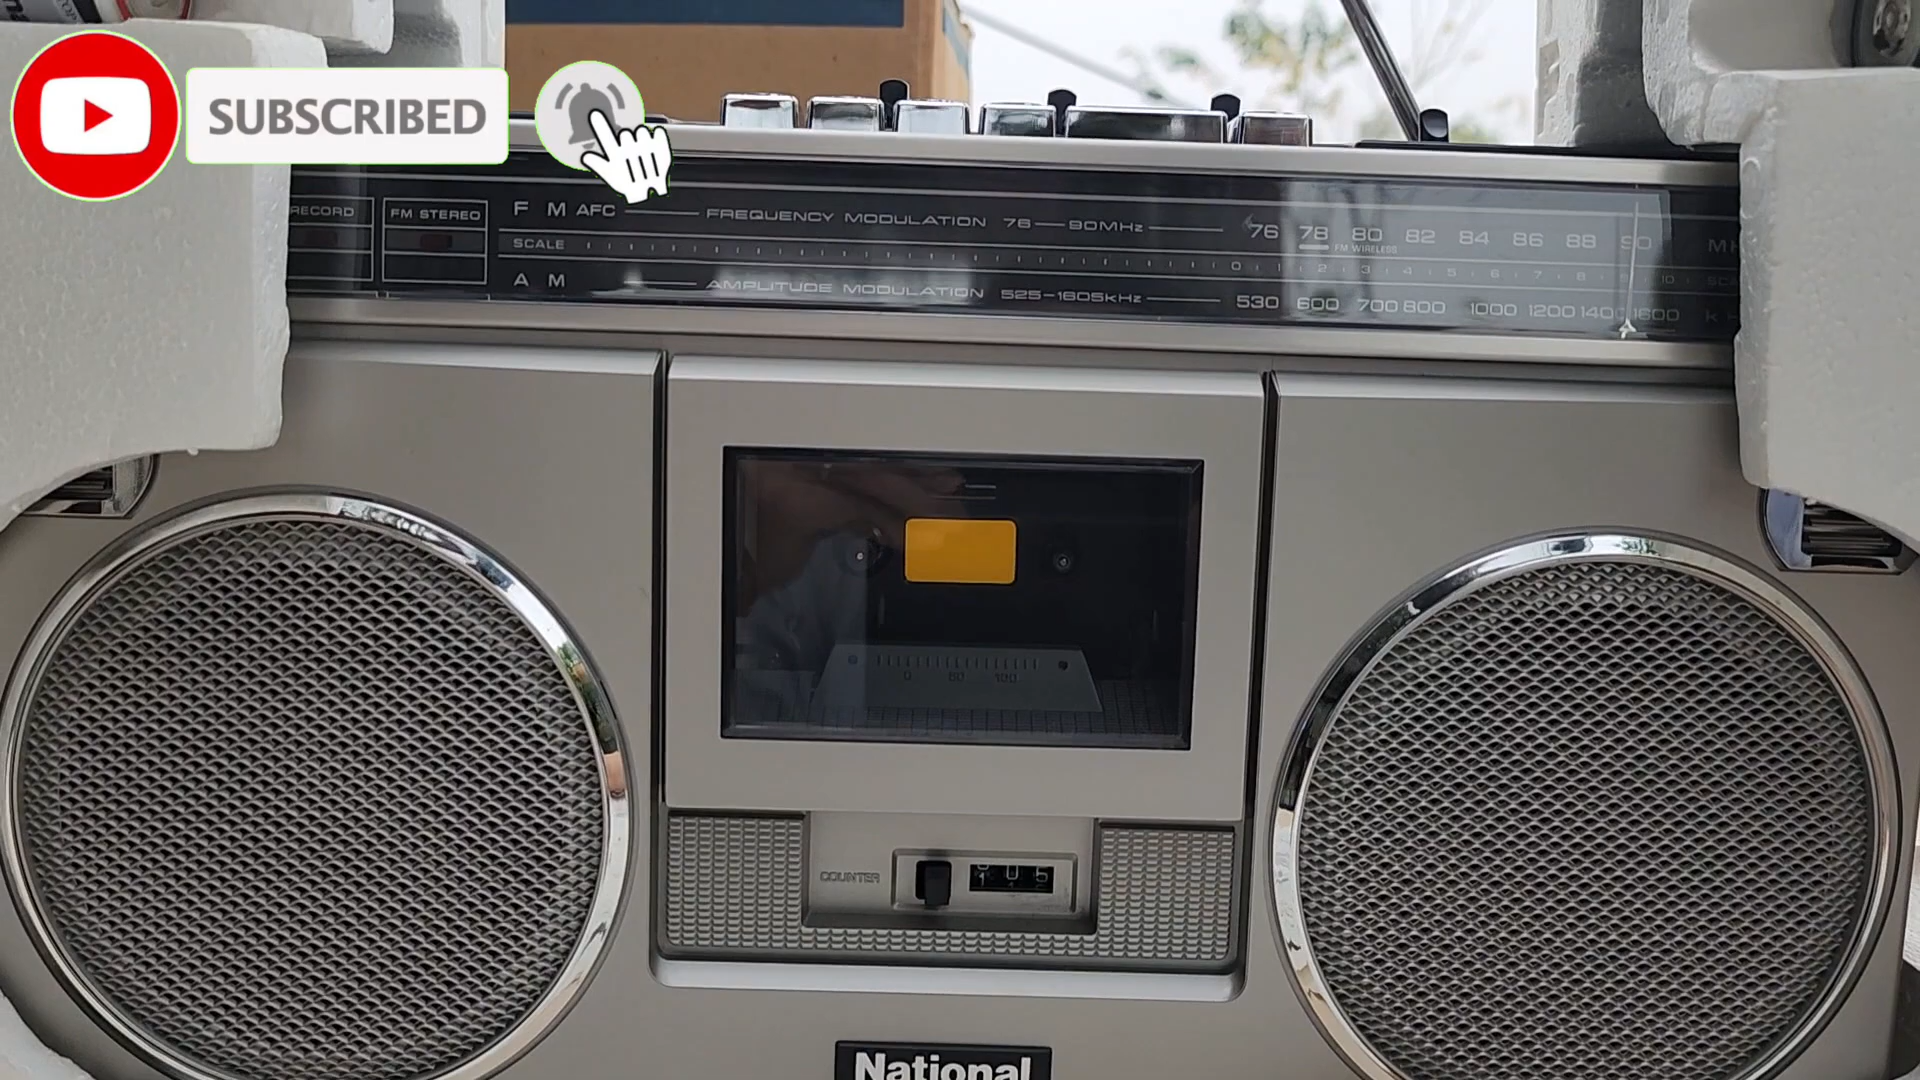 SUBSCRIBED
RECORD
FM STEREO
F M AFC FREQUENCY MODULATION 76—90MHz 76 78 80 82 84 86 88 90
FM WIRELESS
SCALE 0 1 2 3 4 5 6 7 8 10
A M AMPLITUDE MODULATION 525–1605kHz 530 600 700 800 1000 1200 1400 1600
0 50 100
COUNTER
National